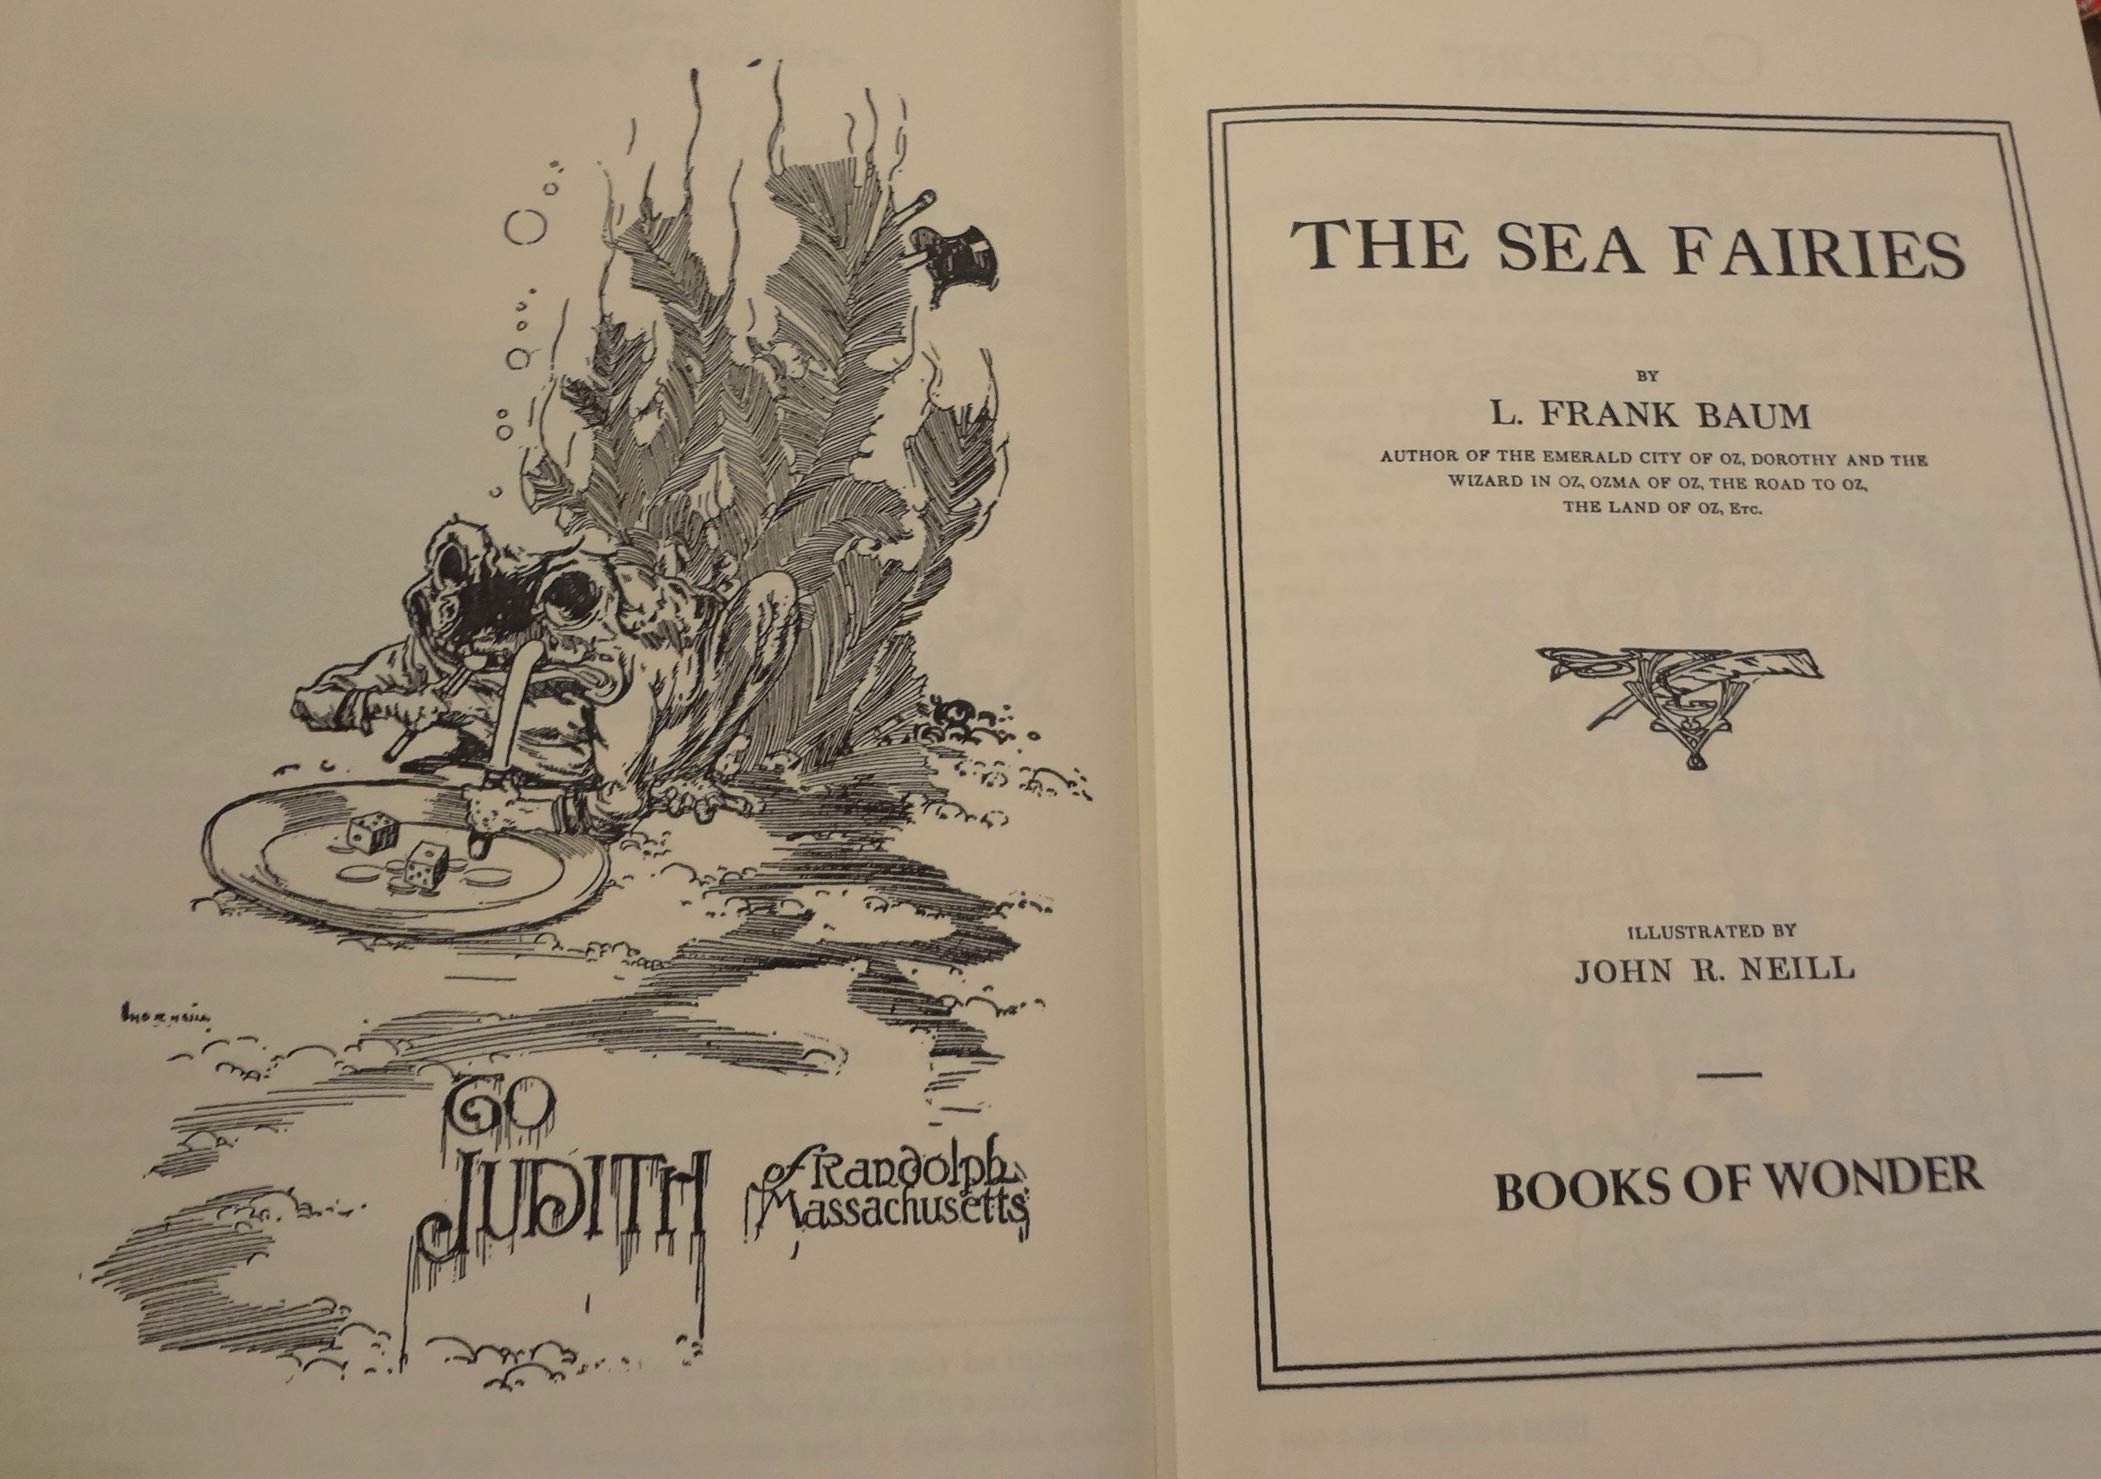 Jno R Neill
TO
JUDITH
of Randolph
Massachusetts
THE SEA FAIRIES
BY
L. FRANK BAUM
AUTHOR OF THE EMERALD CITY OF OZ, DOROTHY AND THE
WIZARD IN OZ, OZMA OF OZ, THE ROAD TO OZ,
THE LAND OF OZ, Etc.
ILLUSTRATED BY
JOHN R. NEILL
BOOKS OF WONDER